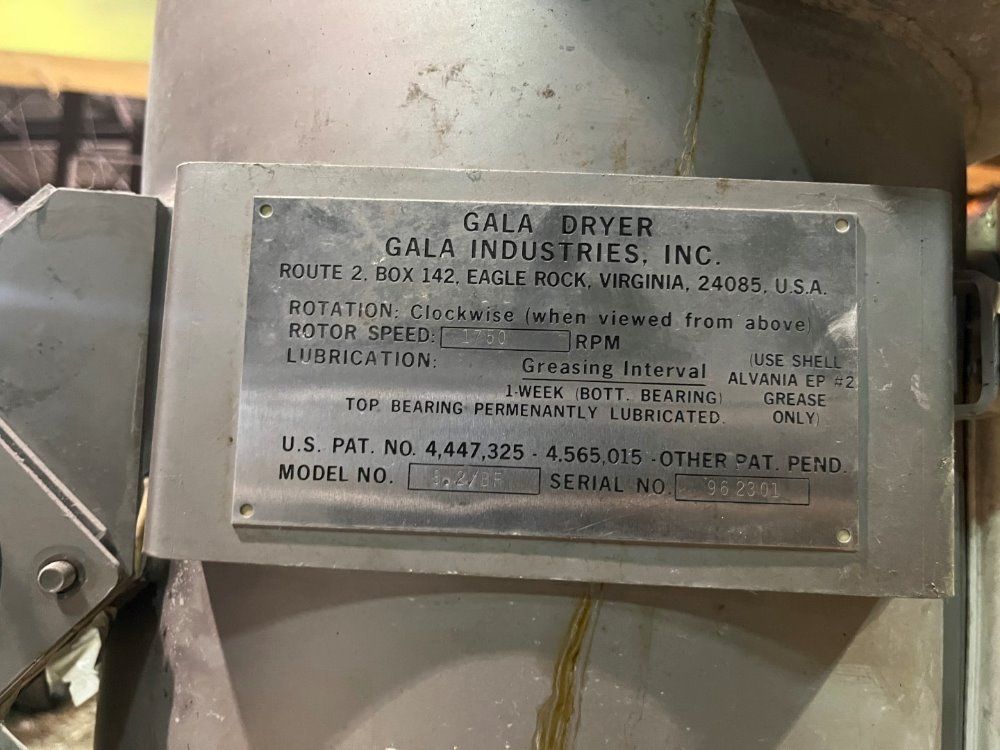 GALA DRYER
GALA INDUSTRIES, INC.
ROUTE 2, BOX 142, EAGLE ROCK, VIRGINIA, 24085, U.S.A.
ROTATION: Clockwise (when viewed from above)
ROTOR SPEED: 1760 RPM
LUBRICATION: Greasing Interval (USE SHELL
ALVANIA EP #2
1-WEEK (BOTT. BEARING) GREASE
TOP BEARING PERMENANTLY LUBRICATED. ONLY)
U.S. PAT. NO. 4,447,325 - 4.565,015 - OTHER PAT. PEND.
MODEL NO. SERIAL NO. 962301